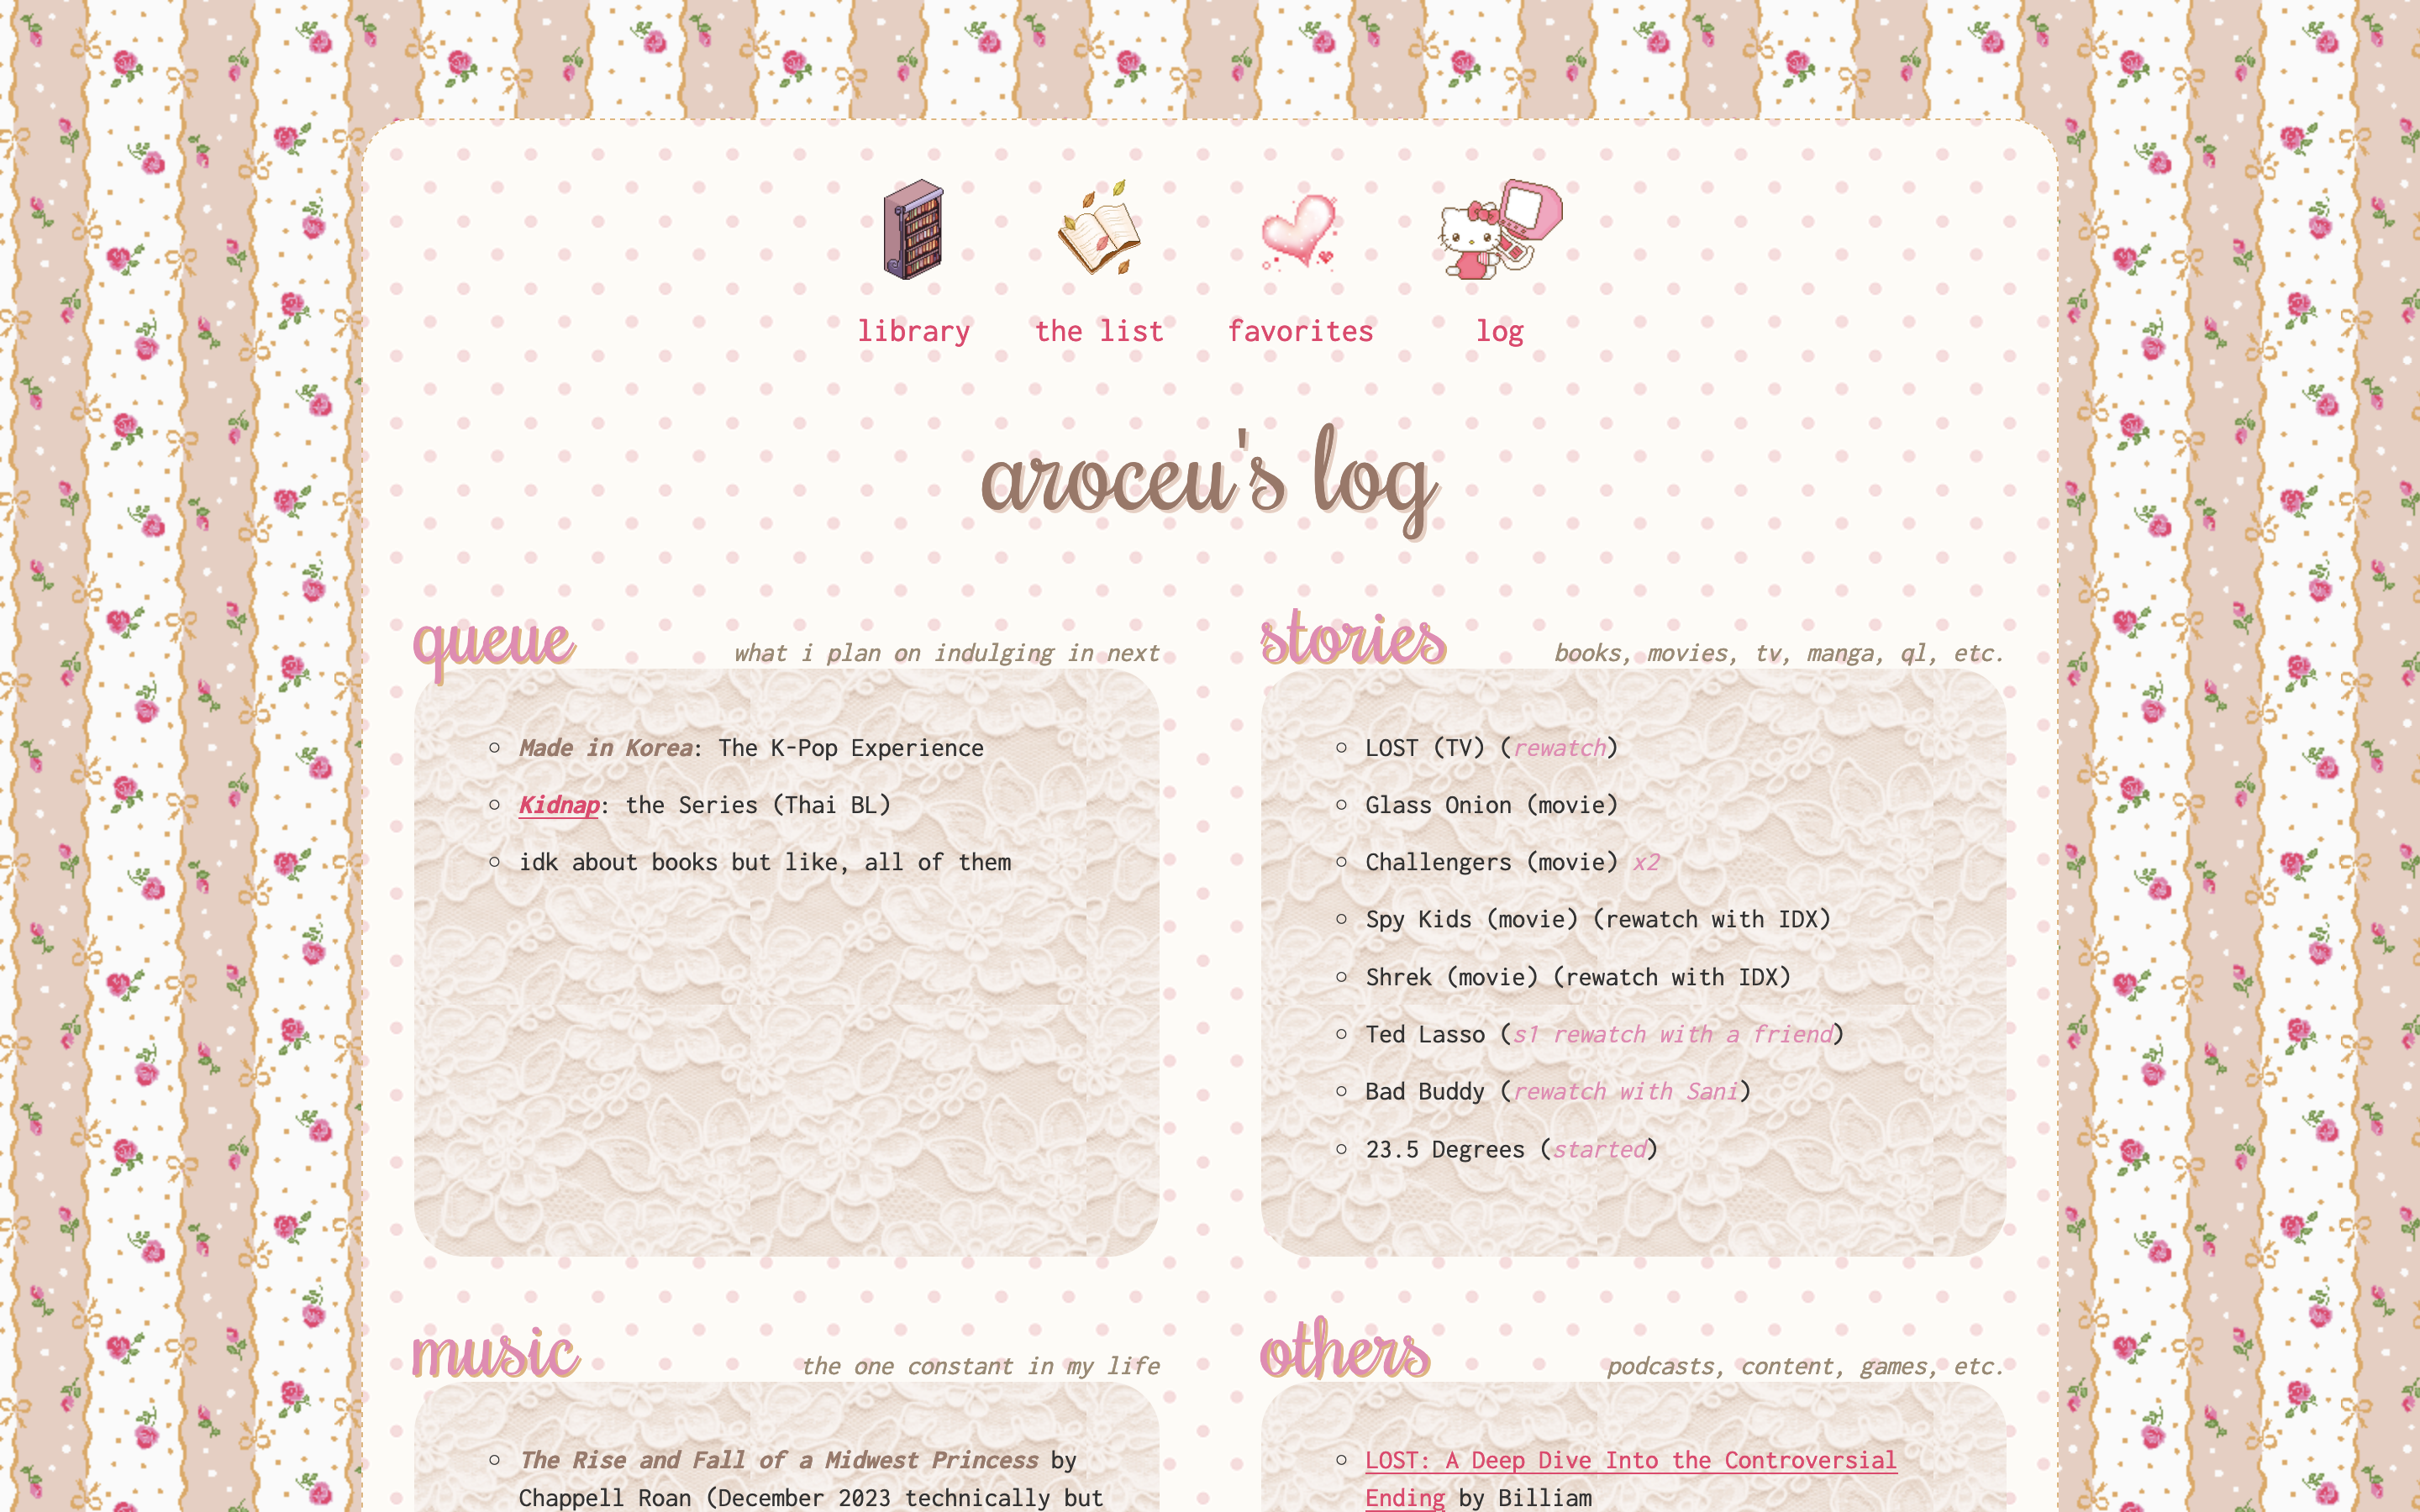 library
the list
favorites
log
aroceu's log
queue
what i plan on indulging in next
Made in Korea: The K-Pop Experience
Kidnap: the Series (Thai BL)
idk about books but like, all of them
stories
books, movies, tv, manga, ql, etc.
LOST (TV) (rewatch)
Glass Onion (movie)
Challengers (movie) x2
Spy Kids (movie) (rewatch with IDX)
Shrek (movie) (rewatch with IDX)
Ted Lasso (s1 rewatch with a friend)
Bad Buddy (rewatch with Sani)
23.5 Degrees (started)
music
the one constant in my life
The Rise and Fall of a Midwest Princess by
Chappell Roan (December 2023 technically but
others
podcasts, content, games, etc.
LOST: A Deep Dive Into the Controversial
Ending by Billiam